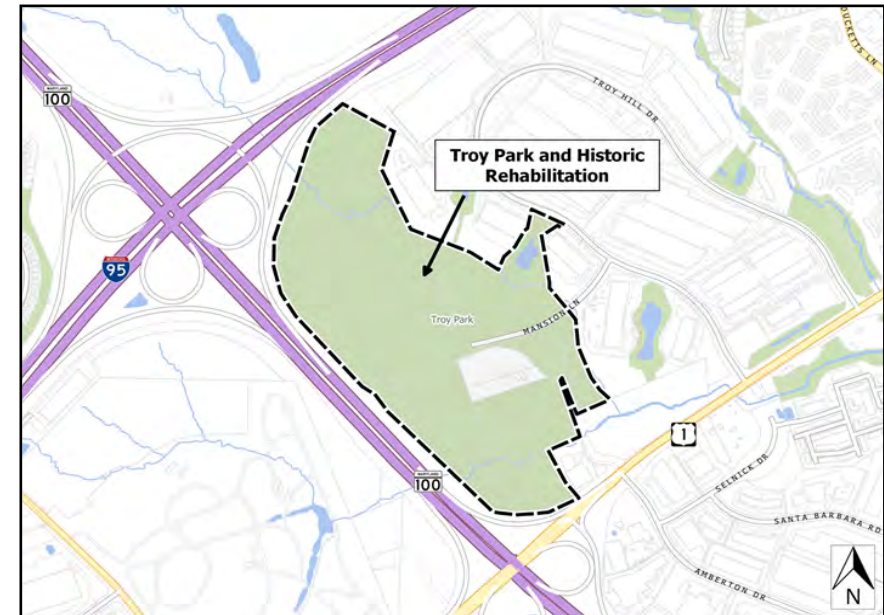 DUCKETTS LN
MARYLAND
100
TROY HILL DR
Troy Park and Historic
Rehabilitation
95
Troy Park
MANSION LN
1
MARYLAND
100
SELNICK DR
SANTA BARBARA RD
AMBERTON DR
N